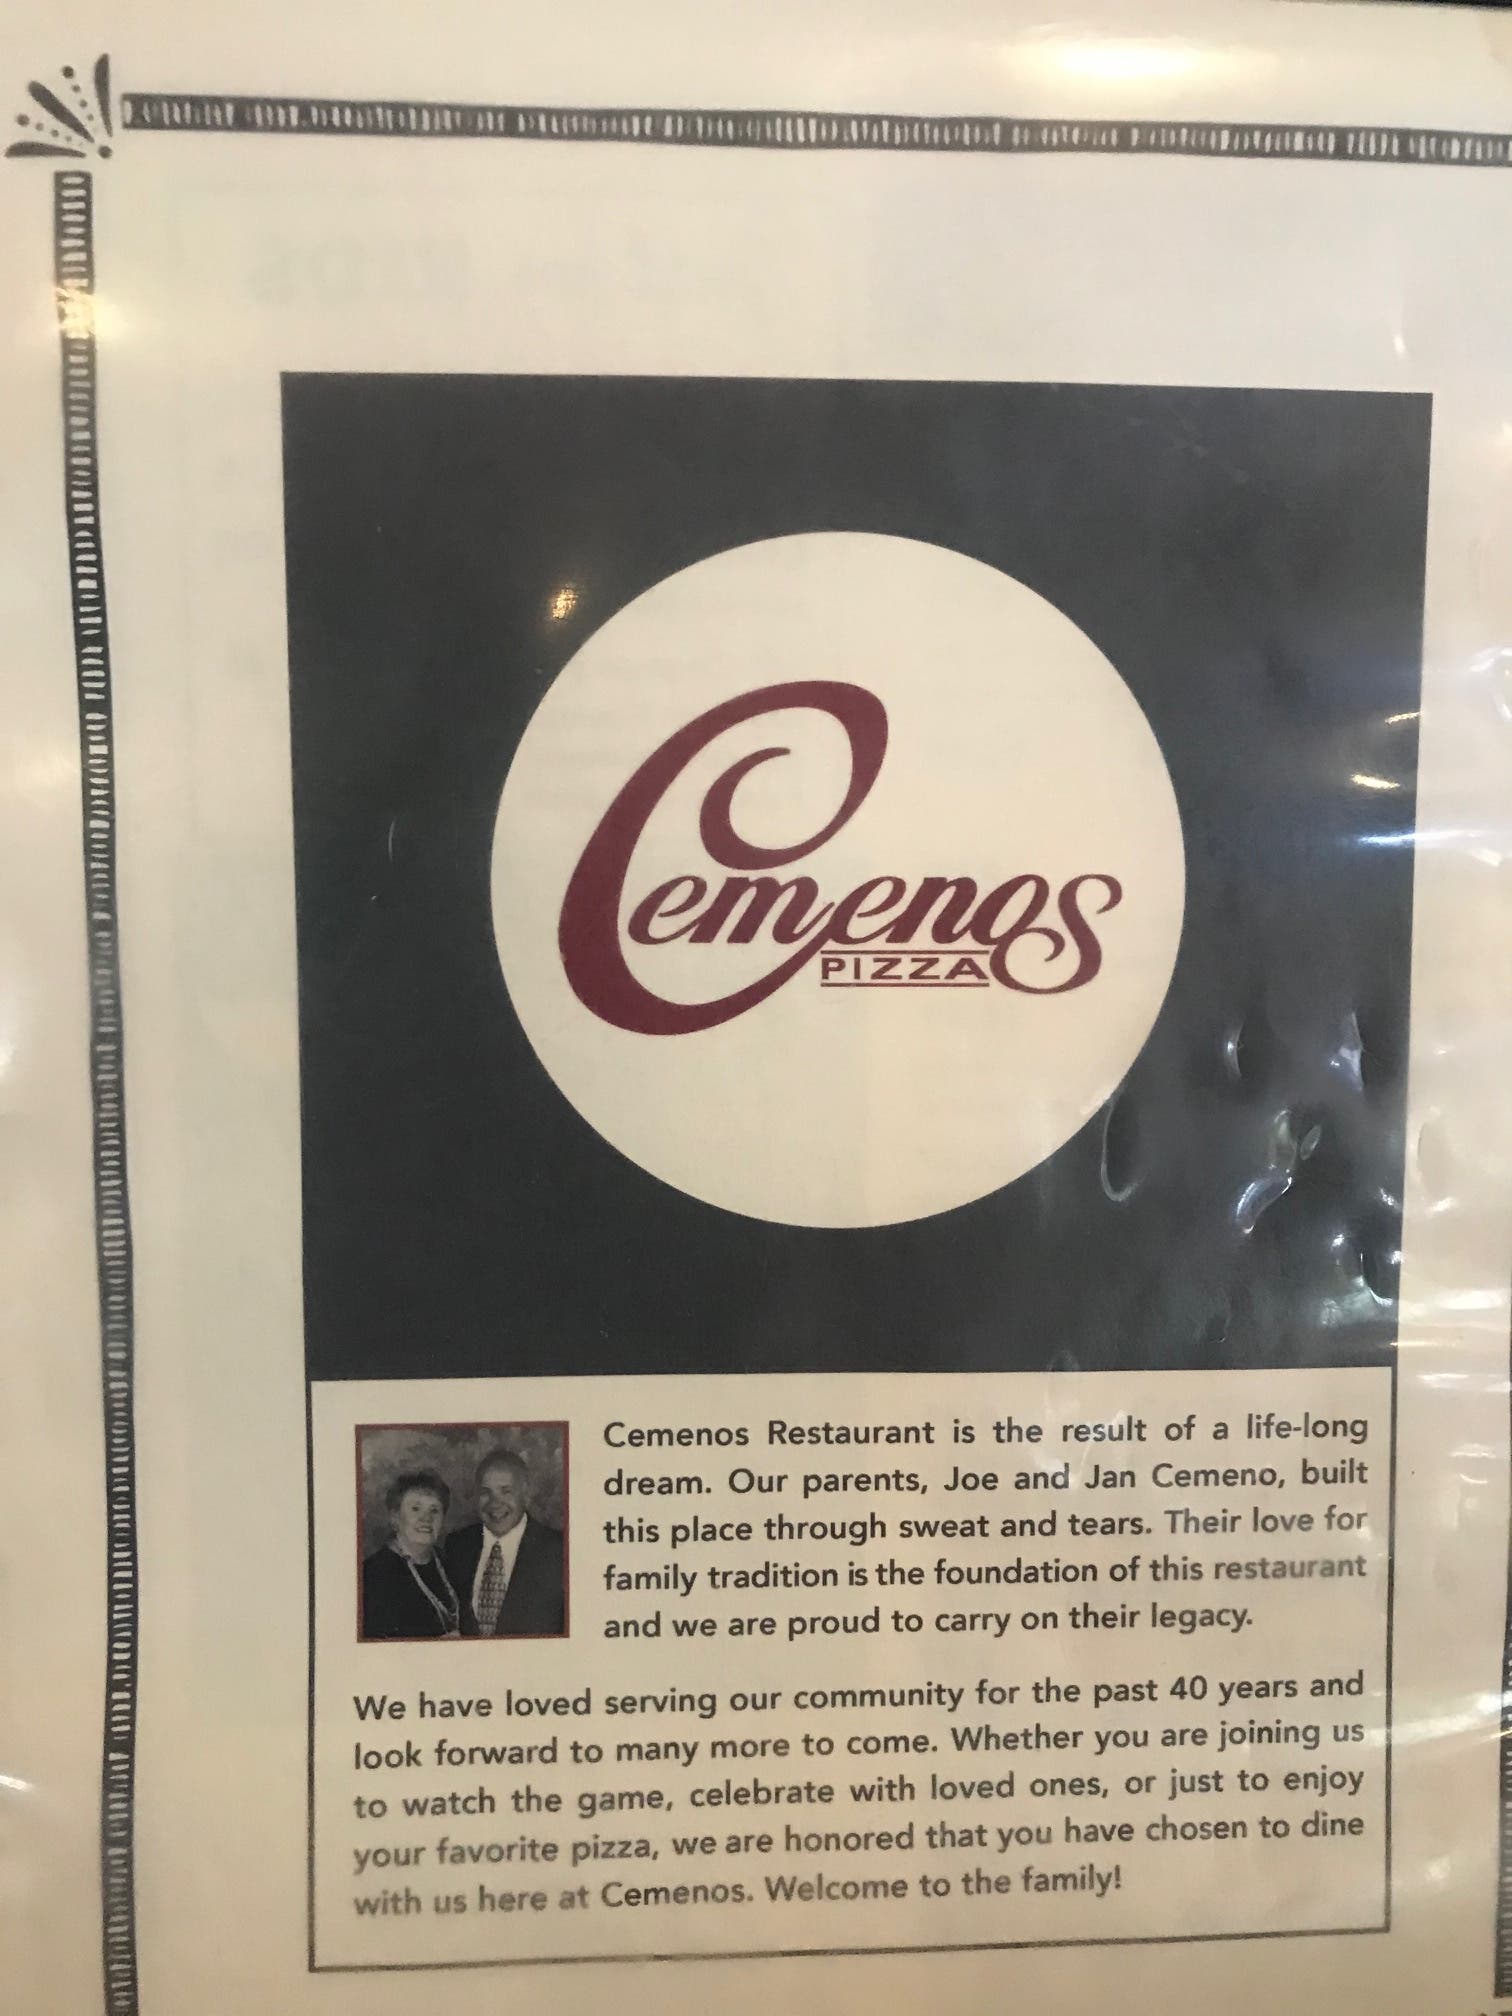 Cemenos
PIZZA
Cemenos Restaurant is the result of a life-long
dream. Our parents, Joe and Jan Cemeno, built
this place through sweat and tears. Their love for
family tradition is the foundation of this restaurant
and we are proud to carry on their legacy.
We have loved serving our community for the past 40 years and
look forward to many more to come. Whether you are joining us
to watch the game, celebrate with loved ones, or just to enjoy
your favorite pizza, we are honored that you have chosen to dine
with us here at Cemenos. Welcome to the family!